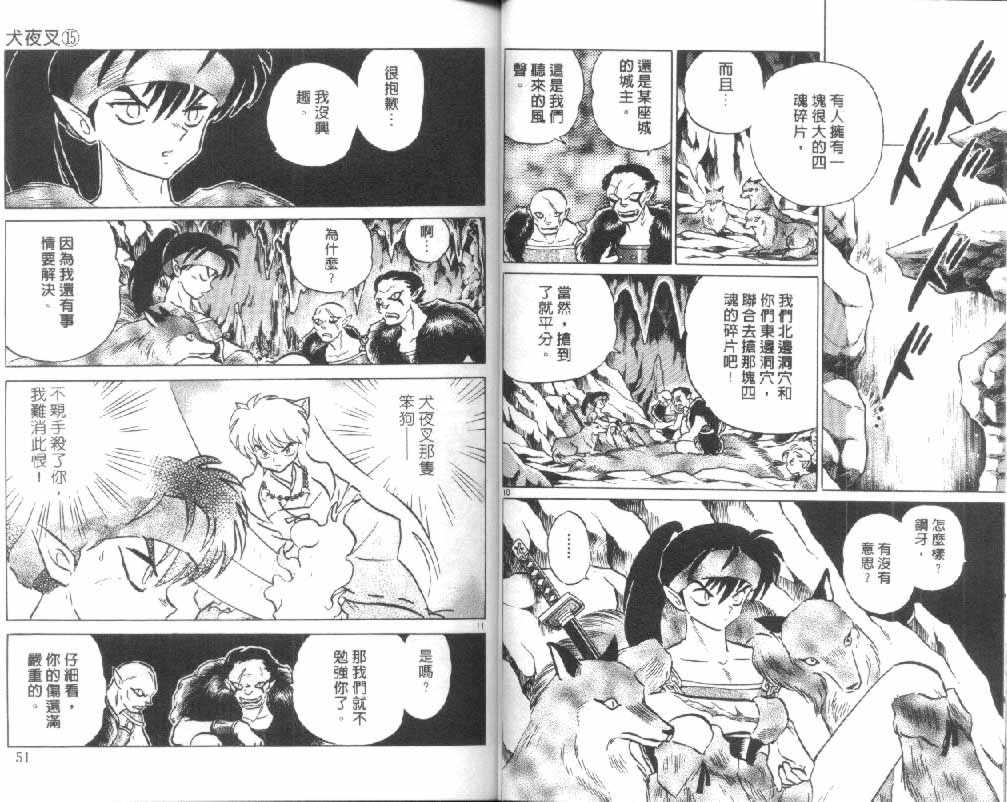 有人擁有一
塊很大的四
魂碎片，
而且…
還是某座城
的城主。
這是我們
聽來的風
聲。
我們北邊洞穴和
你們東邊洞穴，
聯合去搶那塊四
魂的碎片吧！
當然，搶到
了就平分。
10
怎麼樣？
鋼牙，
有沒有
意思？
……
犬夜叉⑮
很抱歉…
我沒興
趣。
啊…
為什麼？
因為我還有事
情要解決。
犬夜叉那隻
笨狗——
不親手殺了你，
我難消此恨！
11
是嗎？
那我們就不
勉強你了。
仔細看，
你的傷還滿
嚴重的。
51